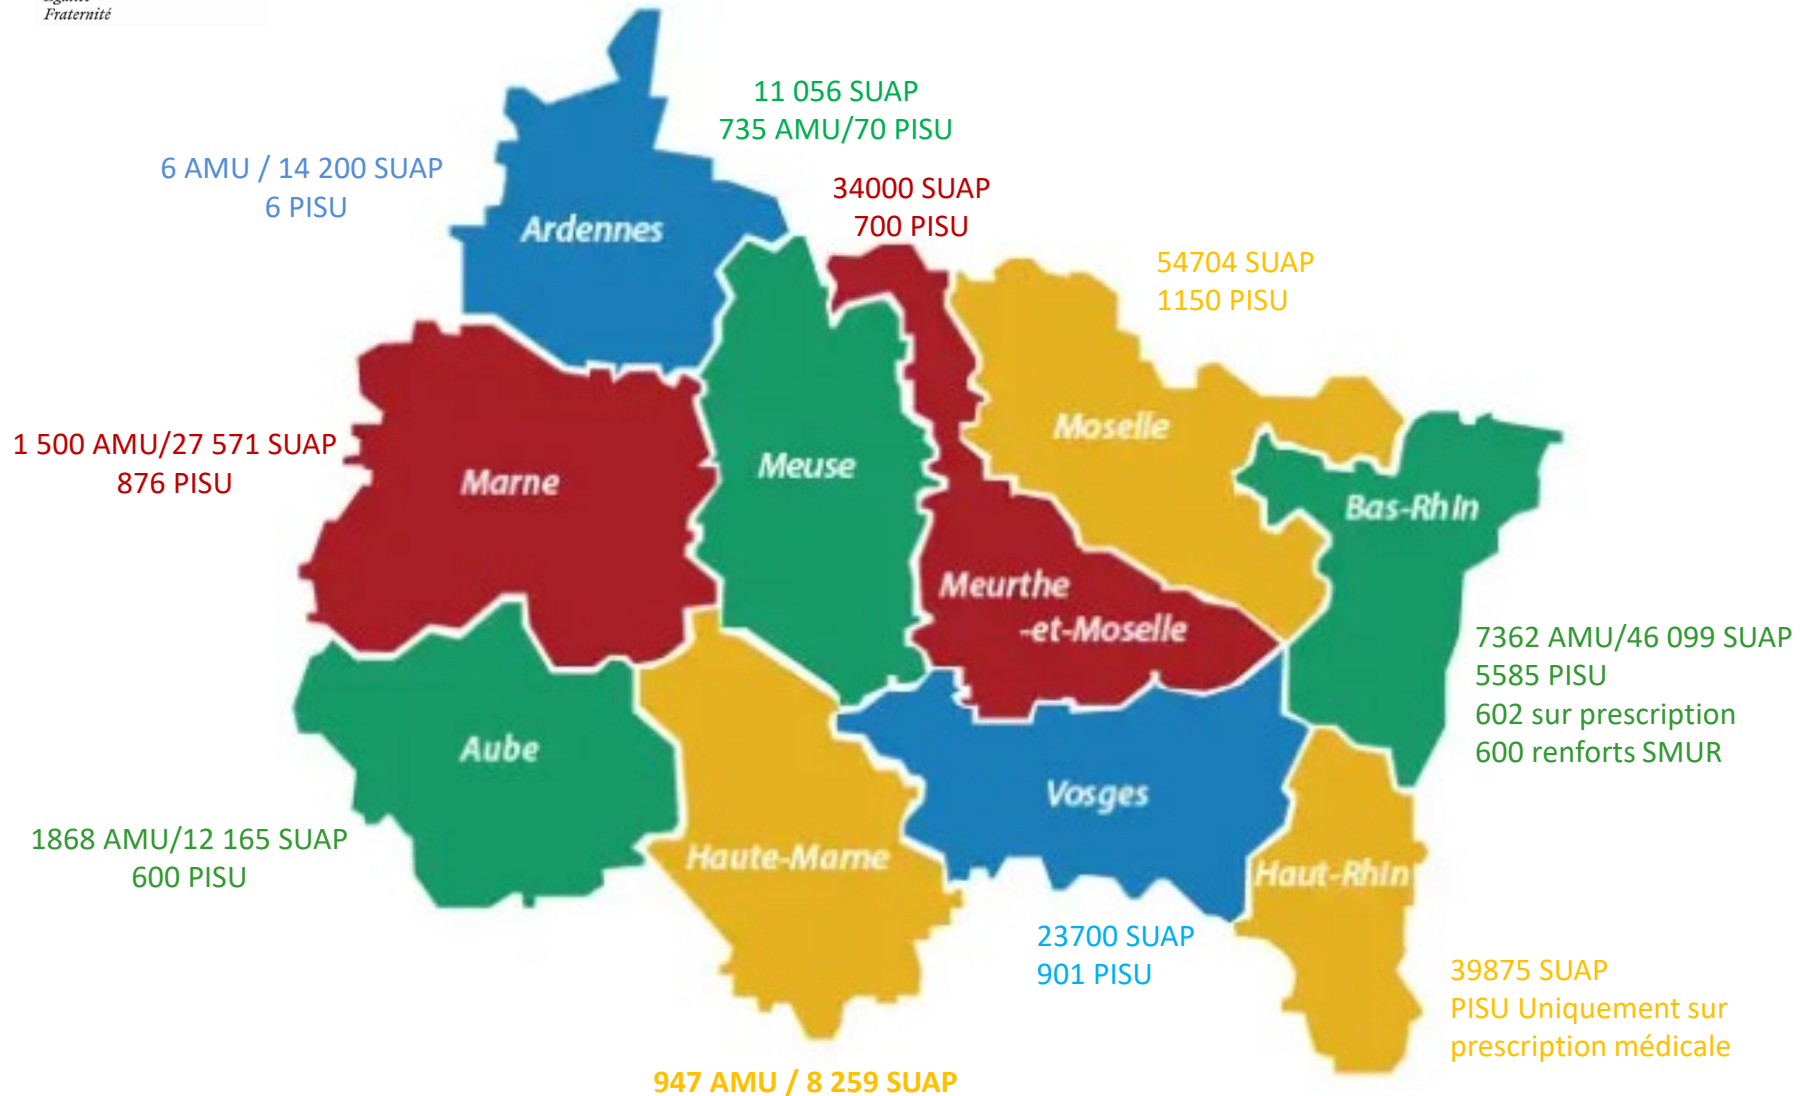 Fraternité
11 056 SUAP
735 AMU/70 PISU
6 AMU / 14 200 SUAP
6 PISU
34000 SUAP
700 PISU
Ardennes
54704 SUAP
1150 PISU
Moselle
1 500 AMU/27 571 SUAP
876 PISU
Marne
Meuse
Bas-Rhin
Meurthe
-et-Moselle
7362 AMU/46 099 SUAP
5585 PISU
602 sur prescription
600 renforts SMUR
Aube
Vosges
1868 AMU/12 165 SUAP
600 PISU
Haute-Marne
Haut-Rhin
23700 SUAP
901 PISU
39875 SUAP
PISU Uniquement sur
prescription médicale
947 AMU / 8 259 SUAP